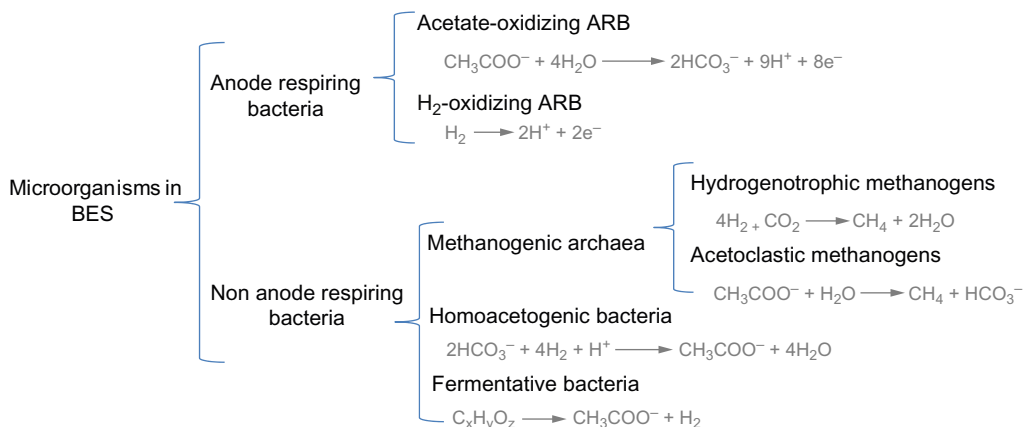 Microorganisms in
BES
Anode respiring
bacteria
Acetate-oxidizing ARB
CH₃COO⁻ + 4H₂O ⟶ 2HCO₃⁻ + 9H⁺ + 8e⁻
H₂-oxidizing ARB
H₂ ⟶ 2H⁺ + 2e⁻
Non anode respiring
bacteria
Methanogenic archaea
Hydrogenotrophic methanogens
4H₂ ₊ CO₂ ⟶ CH₄ + 2H₂O
Acetoclastic methanogens
CH₃COO⁻ + H₂O ⟶ CH₄ + HCO₃⁻
Homoacetogenic bacteria
2HCO₃⁻ + 4H₂ + H⁺ ⟶ CH₃COO⁻ + 4H₂O
Fermentative bacteria
CₓHᵧO_z ⟶ CH₃COO⁻ + H₂